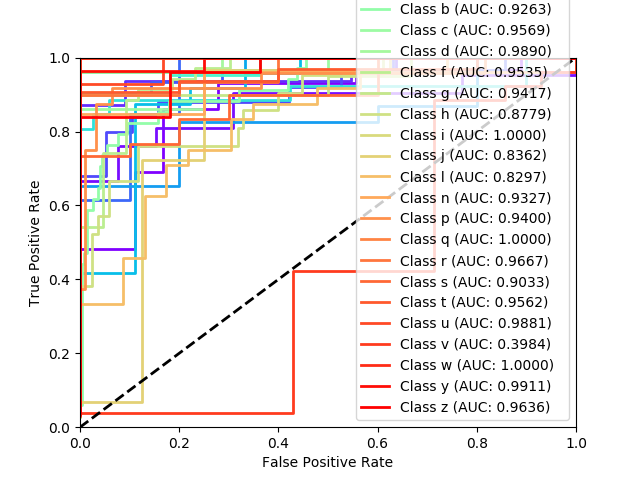 Class b (AUC: 0.9263)
Class c (AUC: 0.9569)
Class d (AUC: 0.9890)
Class f (AUC: 0.9535)
Class g (AUC: 0.9417)
Class h (AUC: 0.8779)
Class i (AUC: 1.0000)
Class j (AUC: 0.8362)
Class l (AUC: 0.8297)
Class n (AUC: 0.9327)
Class p (AUC: 0.9400)
Class q (AUC: 1.0000)
Class r (AUC: 0.9667)
Class s (AUC: 0.9033)
Class t (AUC: 0.9562)
Class u (AUC: 0.9881)
Class v (AUC: 0.3984)
Class w (AUC: 1.0000)
Class y (AUC: 0.9911)
Class z (AUC: 0.9636)
1.0
0.8
0.6
0.4
0.2
0.0
True Positive Rate
0.0 0.2 0.4 0.6 0.8 1.0
False Positive Rate